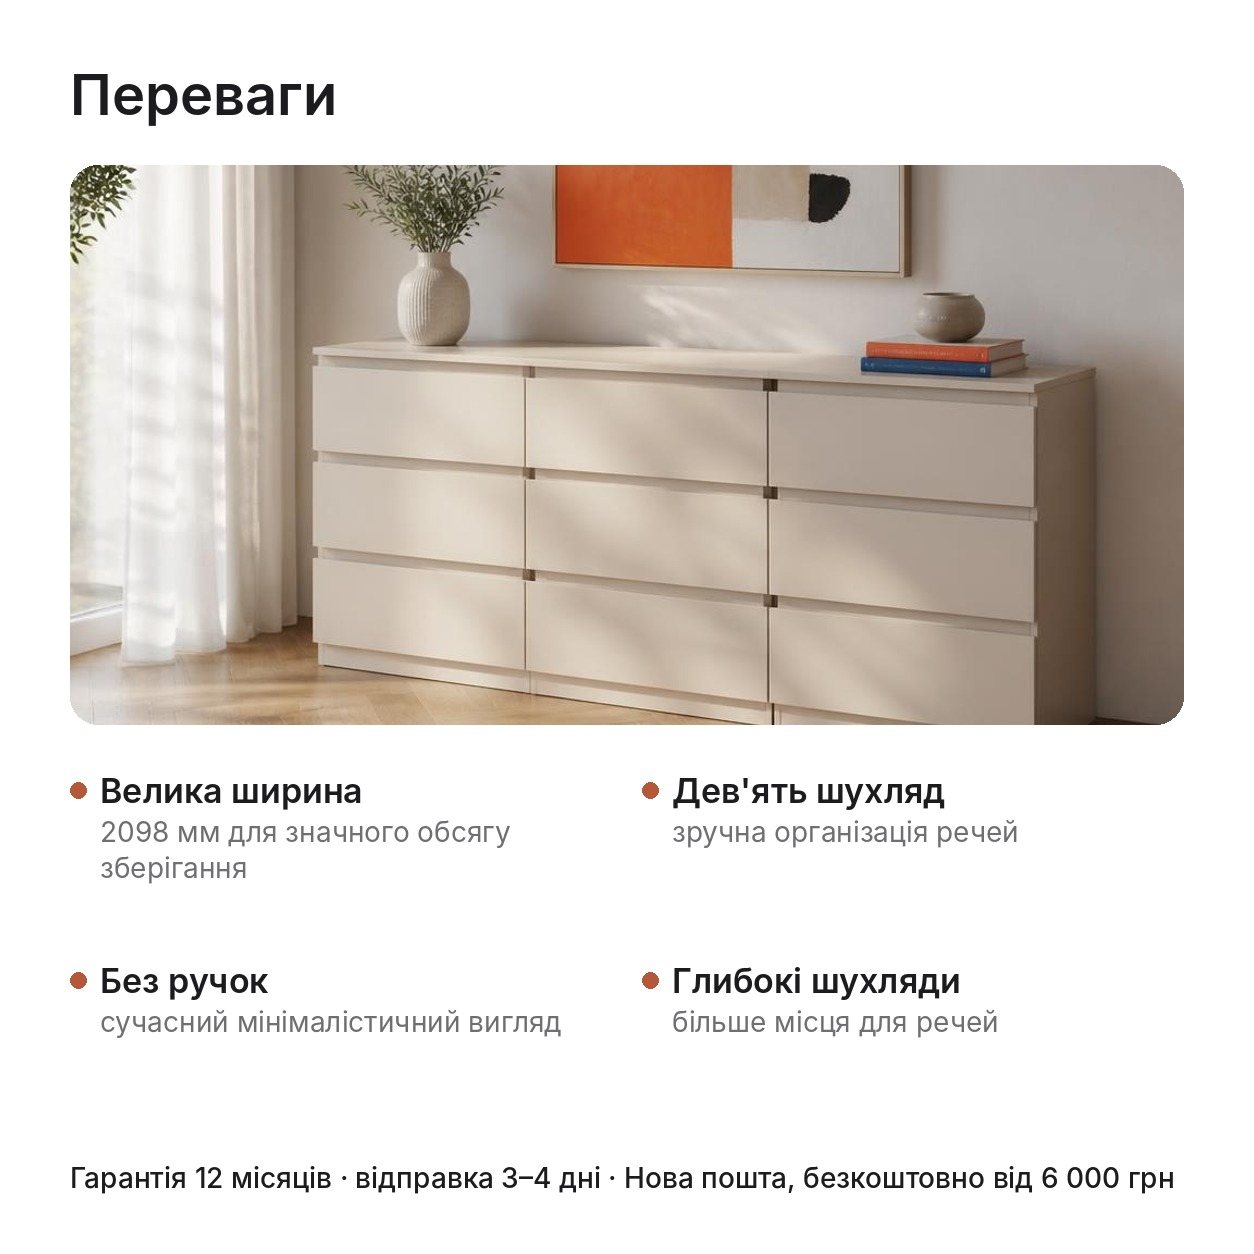 Переваги
Велика ширина
2098 мм для значного обсягу
зберігання
Дев'ять шухляд
зручна організація речей
Без ручок
сучасний мінімалістичний вигляд
Глибокі шухляди
більше місця для речей
Гарантія 12 місяців · відправка 3–4 дні · Нова пошта, безкоштовно від 6 000 грн